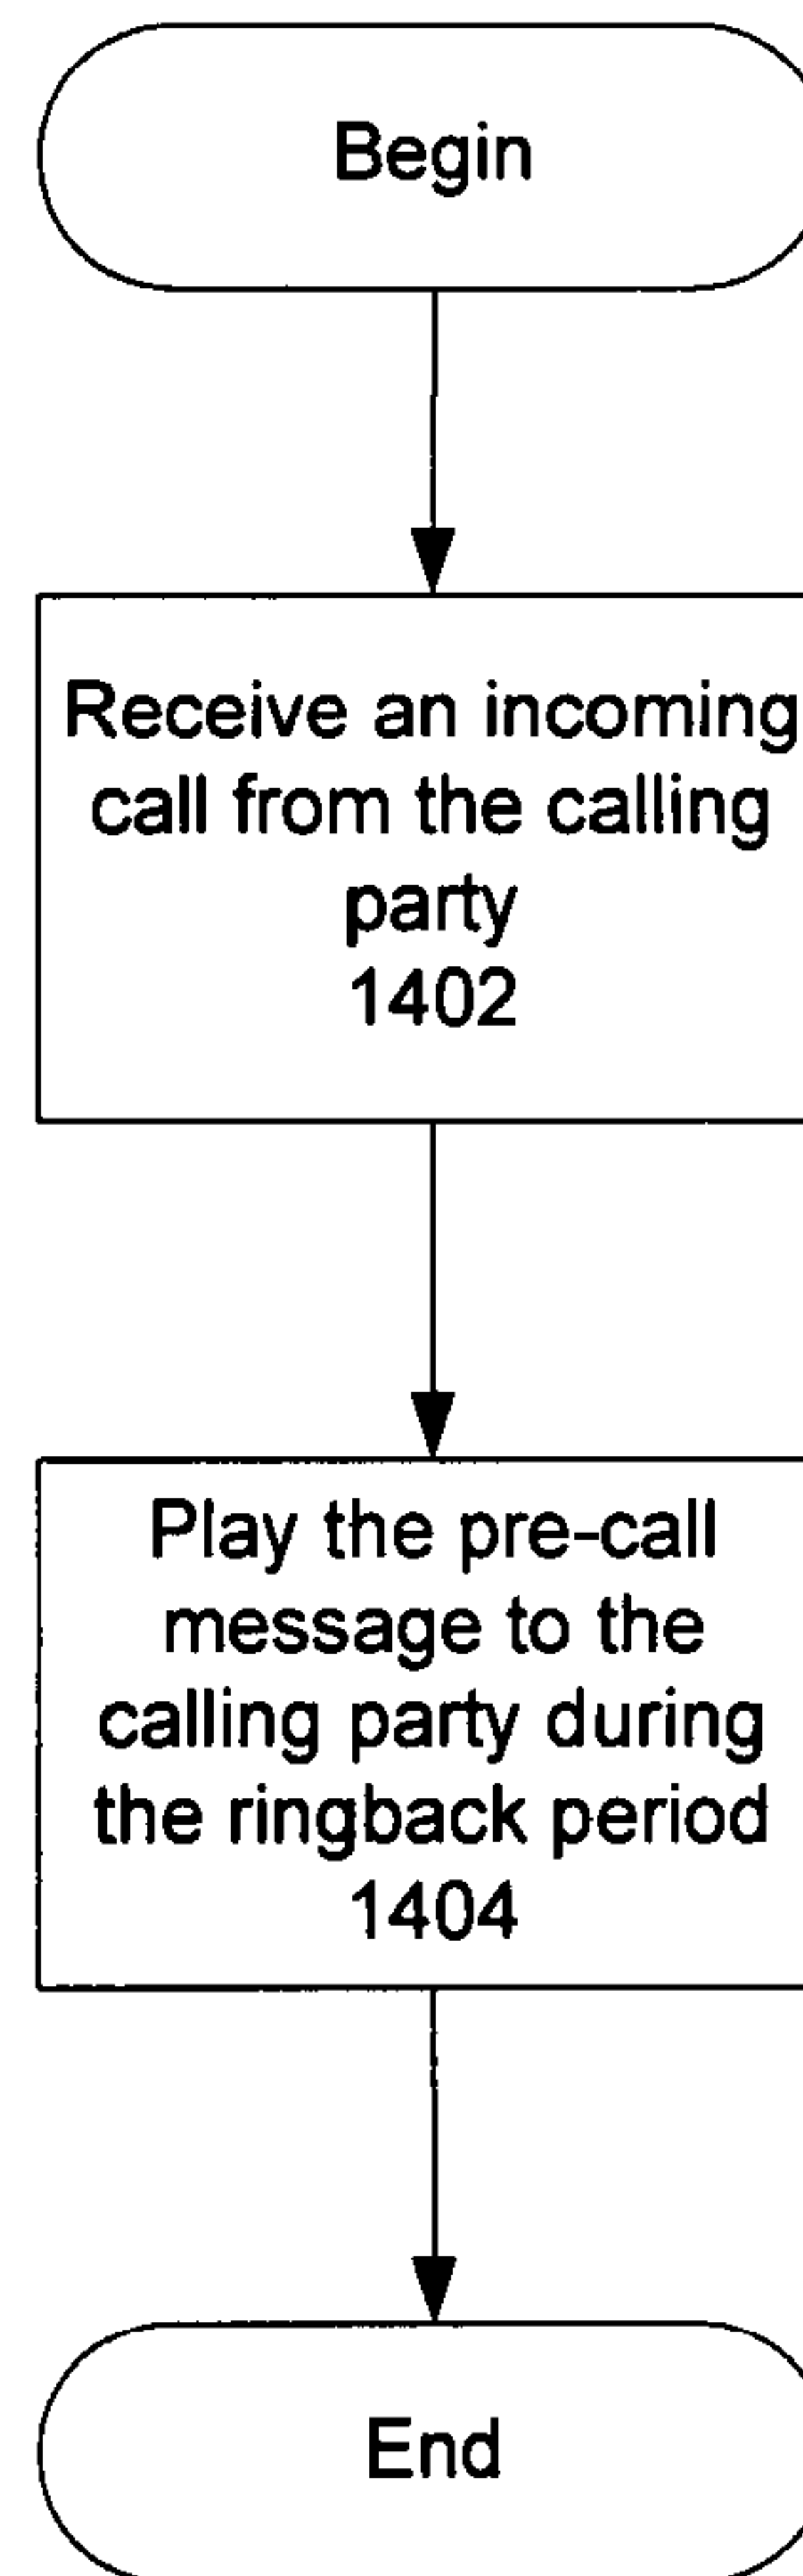 Begin
Receive an incoming
call from the calling
party
1402
Play the pre-call
message to the
calling party during
the ringback period
1404
End